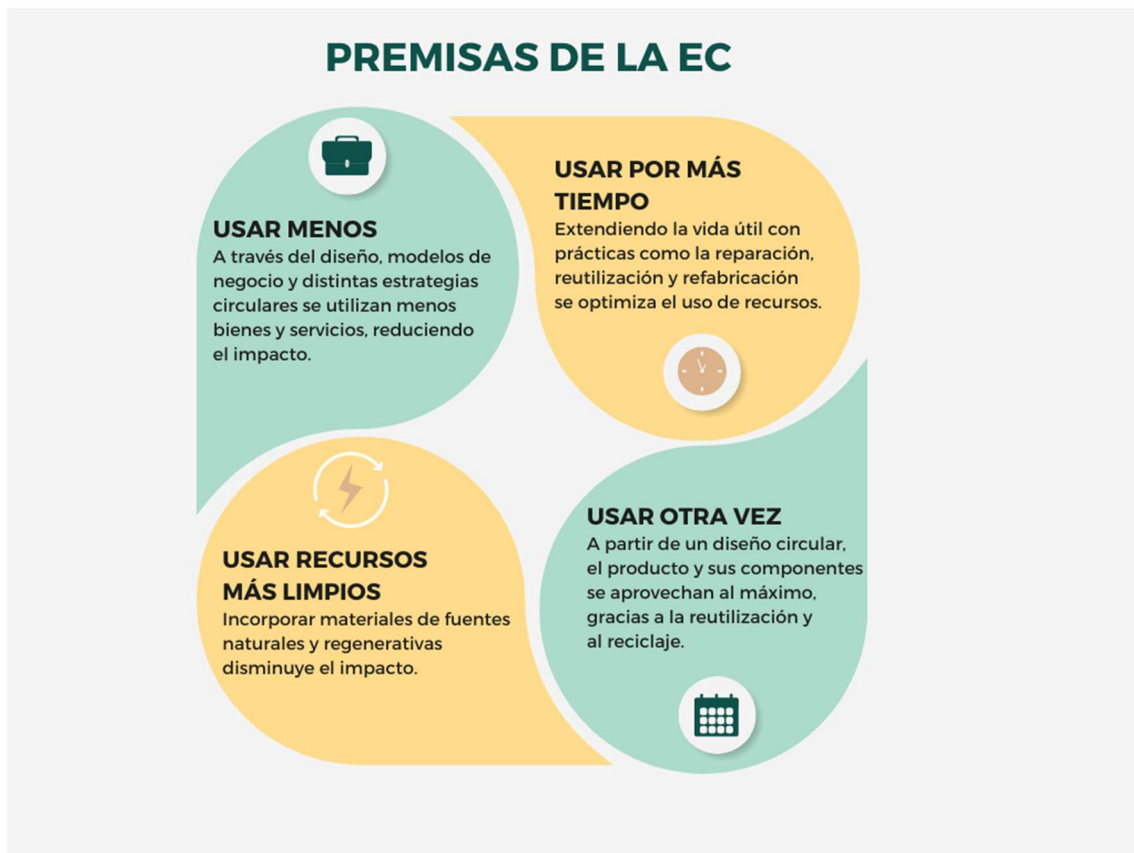 PREMISAS DE LA EC
USAR MENOS
A través del diseño, modelos de
negocio y distintas estrategias
circulares se utilizan menos
bienes y servicios, reduciendo
el impacto.
USAR POR MÁS
TIEMPO
Extendiendo la vida útil con
prácticas como la reparación,
reutilización y refabricación
se optimiza el uso de recursos.
USAR RECURSOS
MÁS LIMPIOS
Incorporar materiales de fuentes
naturales y regenerativas
disminuye el impacto.
USAR OTRA VEZ
A partir de un diseño circular,
el producto y sus componentes
se aprovechan al máximo,
gracias a la reutilización y
al reciclaje.